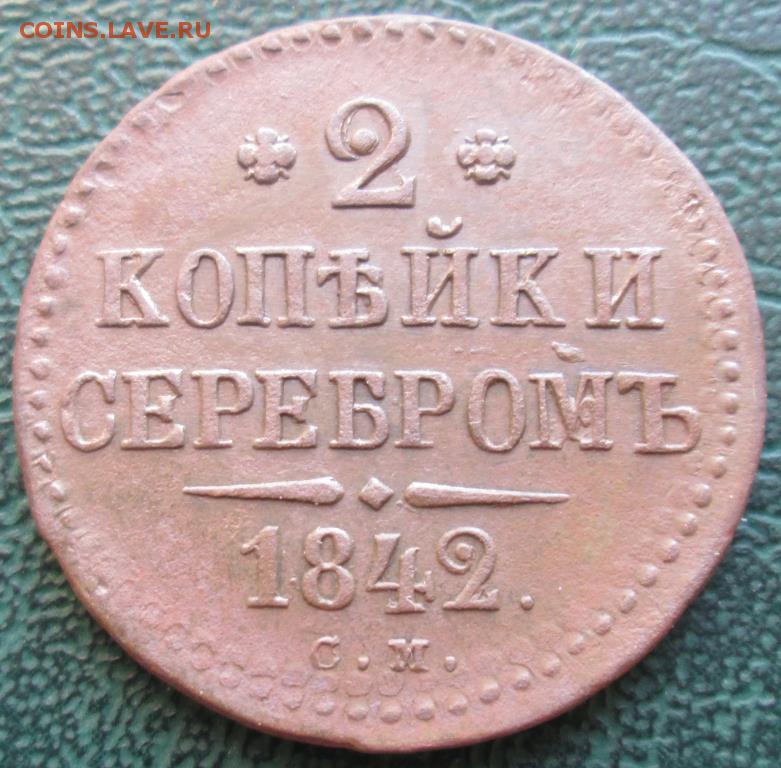 COINS.LAVE.RU
2
КОПѢЙКИ
СЕРЕБРОМЪ
1842.
С.М.